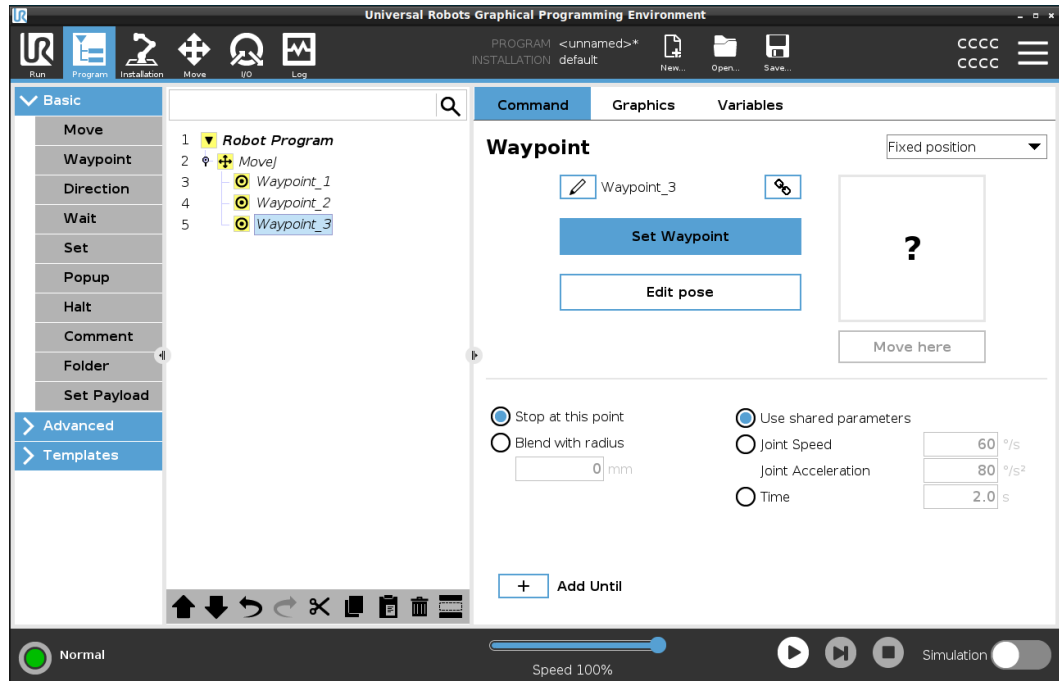 Universal Robots Graphical Programming Environment
UR
Run
Program
Installation
Move
I/O
Log
PROGRAM <unnamed>*
INSTALLATION default
New...
Open...
Save...
CCCC
CCCC
Basic
Move
Waypoint
Direction
Wait
Set
Popup
Halt
Comment
Folder
Set Payload
Advanced
Templates
1 Robot Program
2 MoveJ
3 Waypoint_1
4 Waypoint_2
5 Waypoint_3
Command Graphics Variables
Waypoint
Fixed position
Waypoint_3
Set Waypoint
Edit pose
?
Move here
Stop at this point
Blend with radius
0 mm
Use shared parameters
Joint Speed 60 °/s
Joint Acceleration 80 °/s²
Time 2.0 s
+ Add Until
Normal
Speed 100%
Simulation